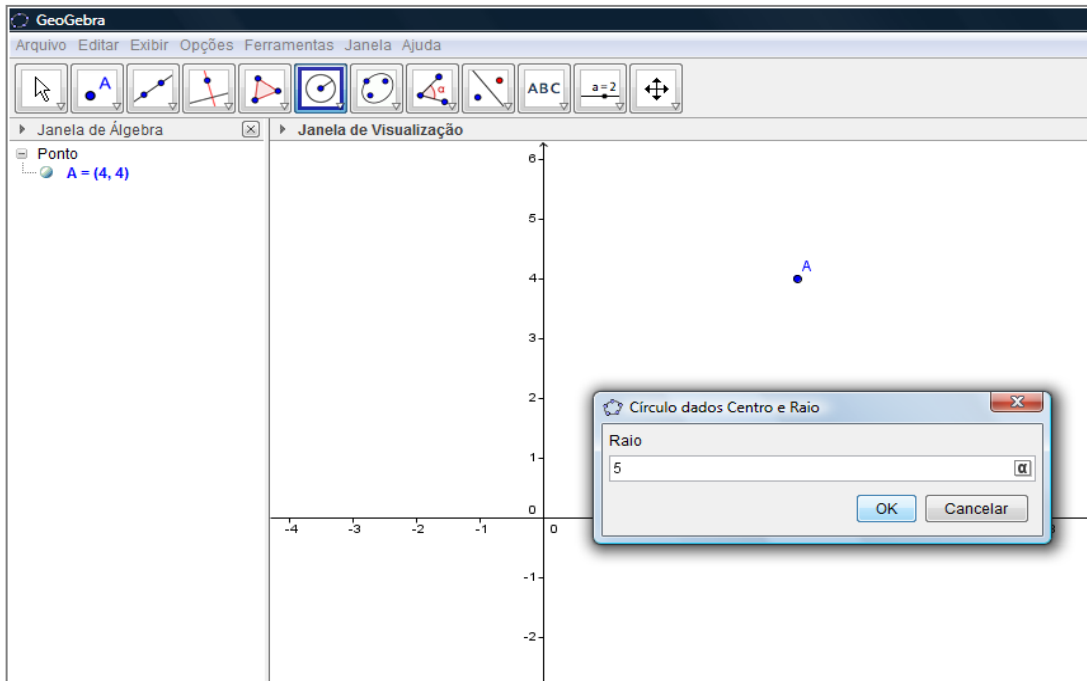 GeoGebra
Arquivo Editar Exibir Opções Ferramentas Janela Ajuda
A
α
ABC
a=2
Janela de Álgebra
Janela de Visualização
Ponto
A = (4, 4)
6
5
A
4
3
2
Círculo dados Centro e Raio
Raio
5
α
1
OK Cancelar
0
-4 -3 -2 -1 0
-1
-2